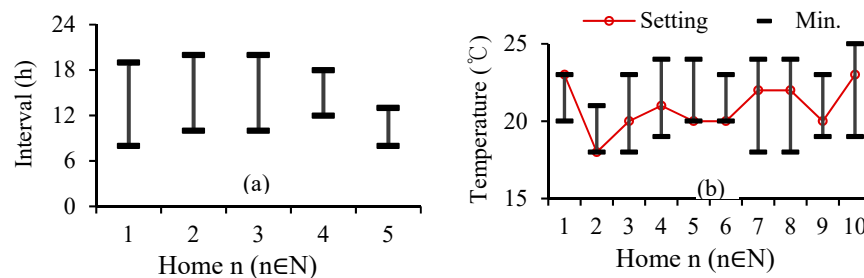 Interval (h)
24
18
12
6
0
(a)
1 2 3 4 5
Home n (n∈N)
Setting Min.
Temperature (℃)
25
20
15
(b)
1 2 3 4 5 6 7 8 9 10
Home n (n∈N)